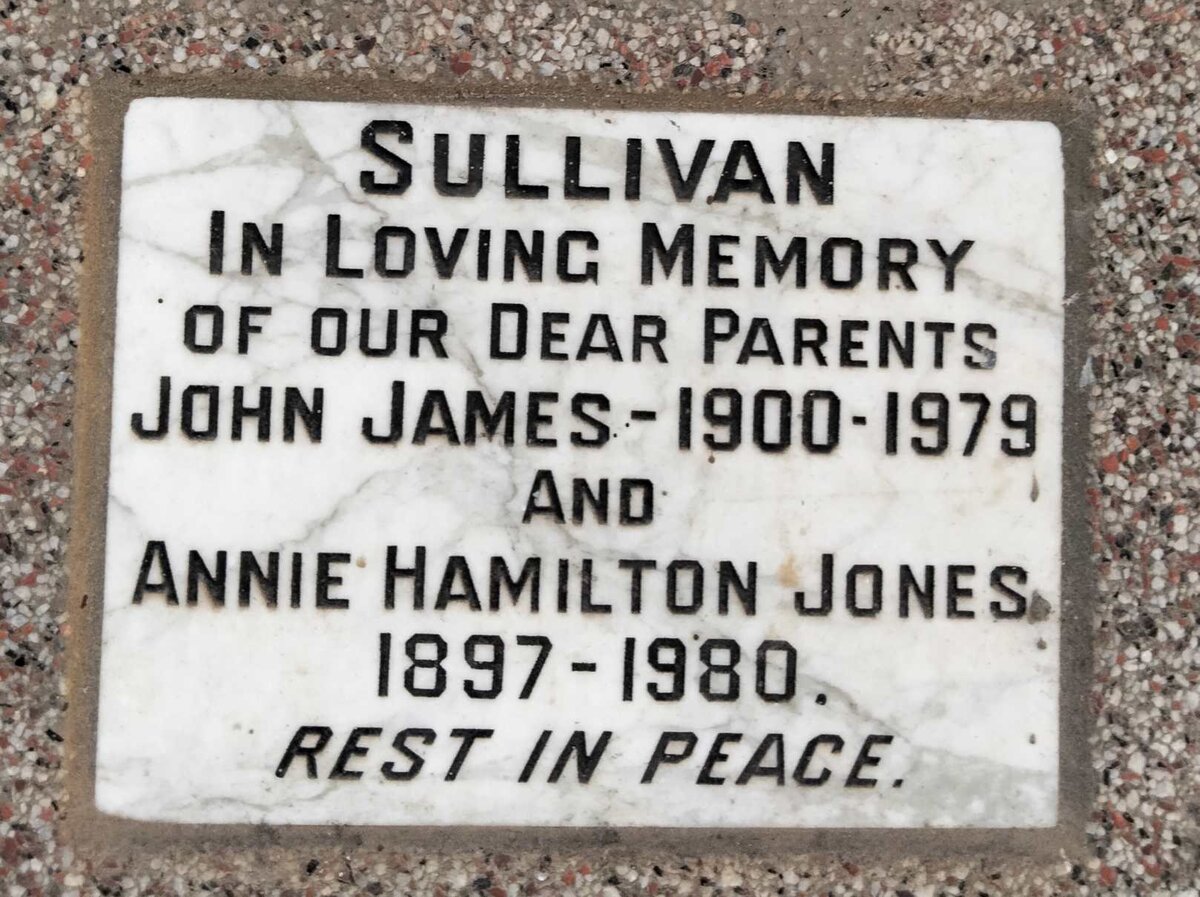 SULLIVAN
IN LOVING MEMORY
OF OUR DEAR PARENTS
JOHN JAMES - 1900 - 1979
AND
ANNIE HAMILTON JONES
1897 - 1980.
REST IN PEACE.